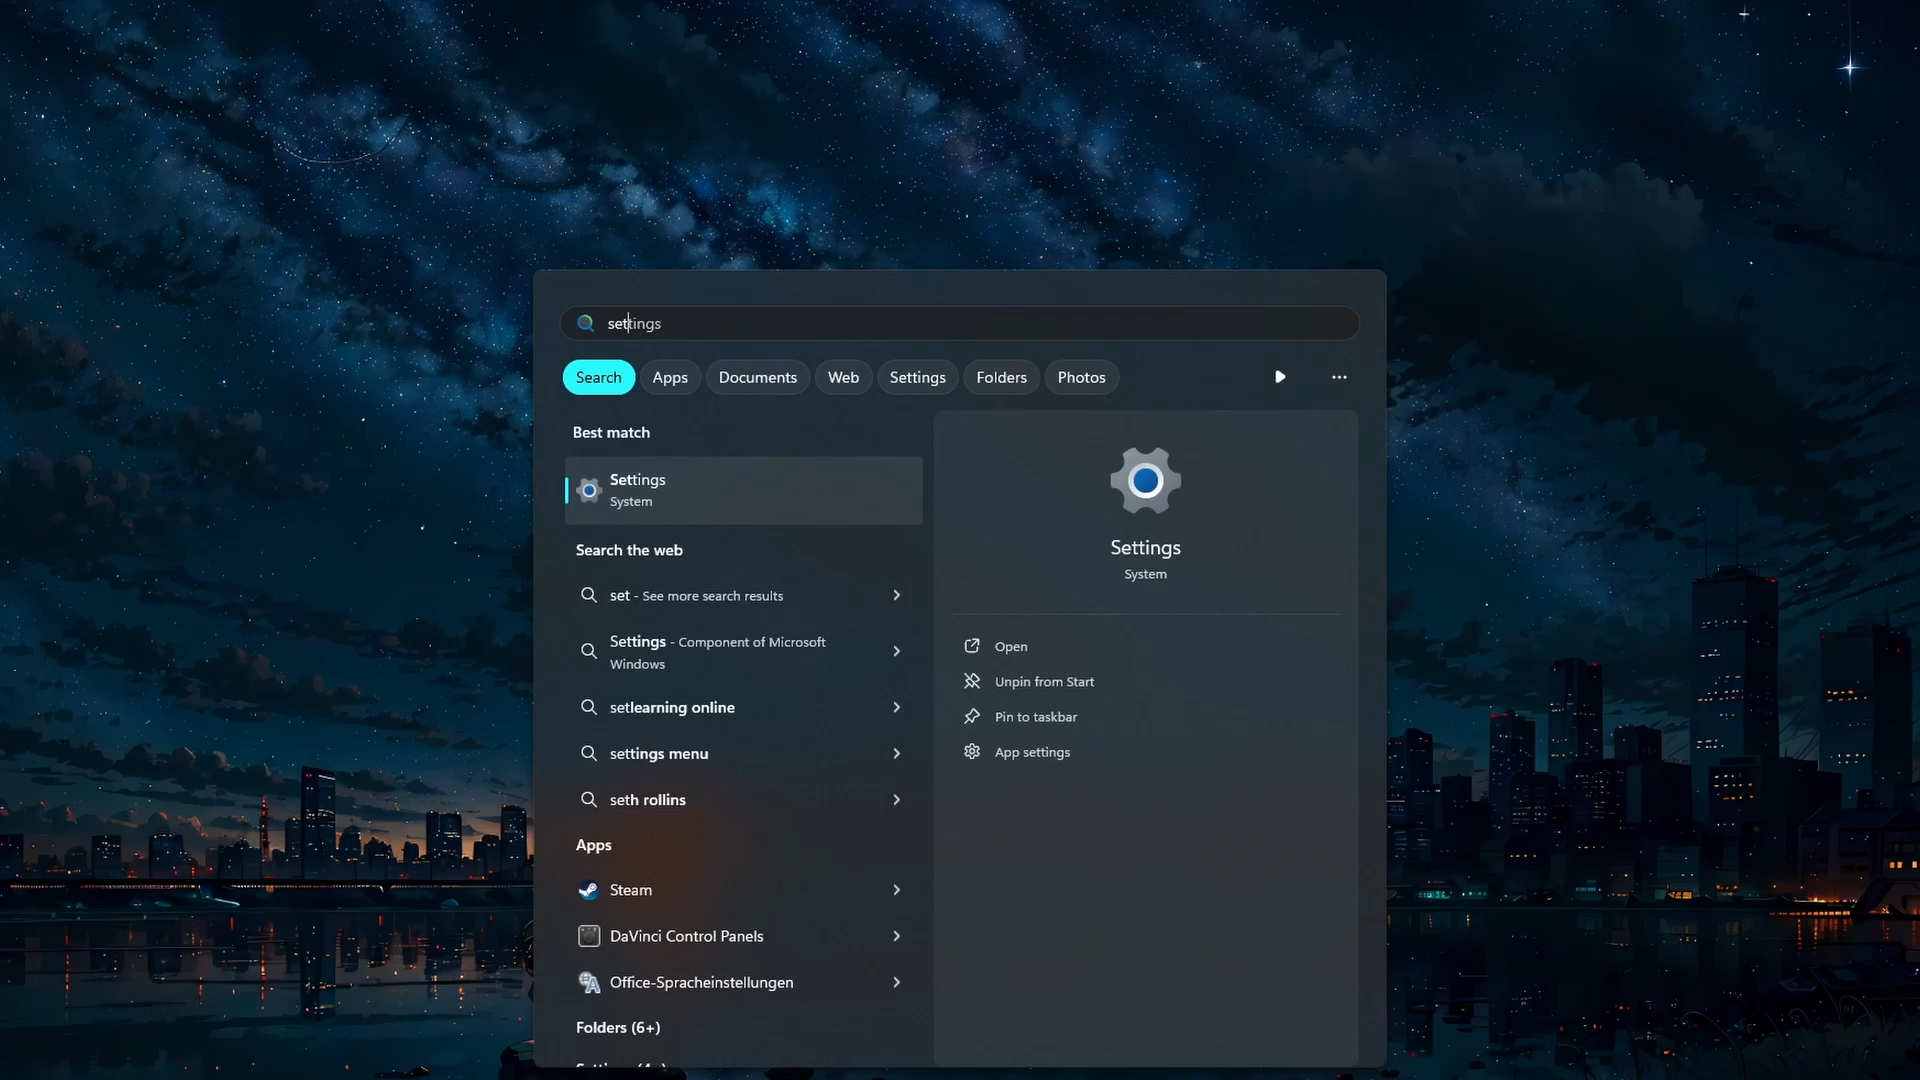 settings
Search Apps Documents Web Settings Folders Photos
Best match
Settings
System
Search the web
set - See more search results
Settings - Component of Microsoft
Windows
setlearning online
settings menu
seth rollins
Apps
Steam
DaVinci Control Panels
Office-Spracheinstellungen
Folders (6+)
Settings
System
Open
Unpin from Start
Pin to taskbar
App settings